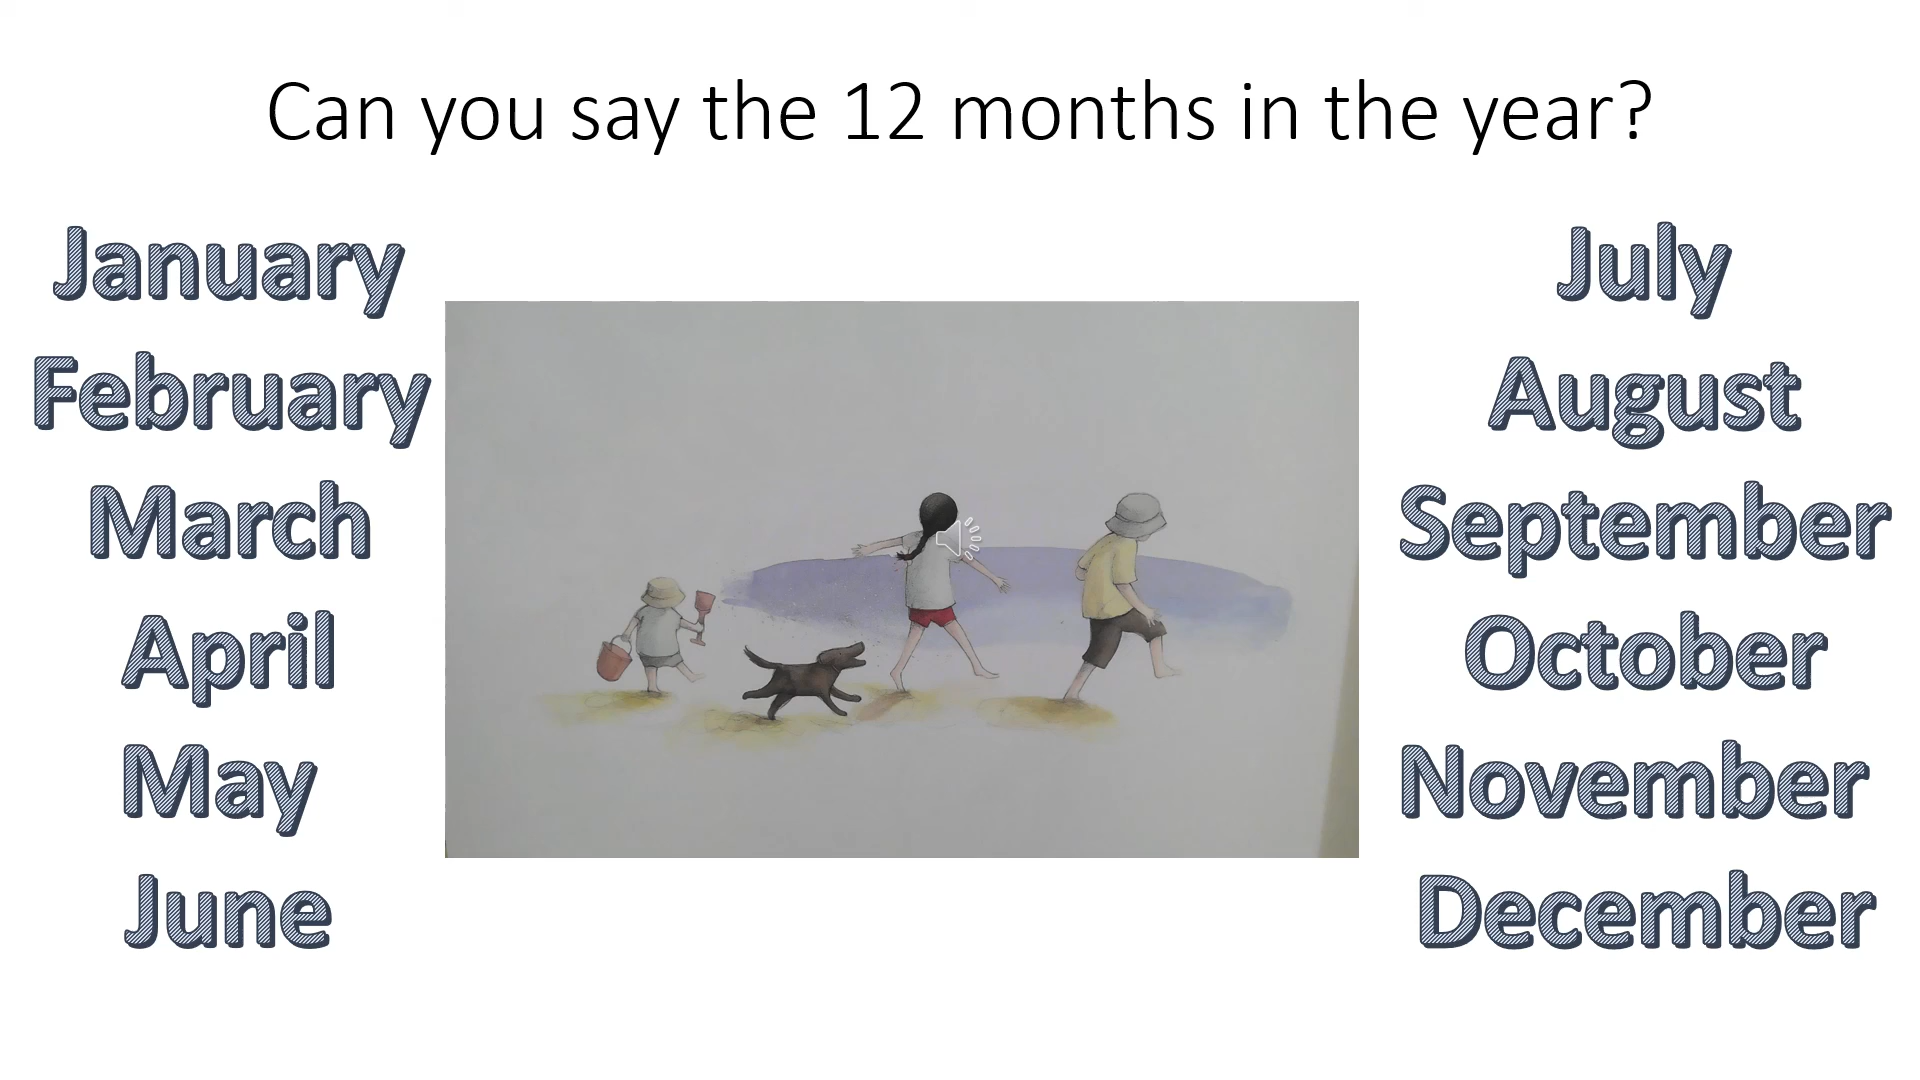 Can you say the 12 months in the year?
January
February
March
April
May
June
July
August
September
October
November
December